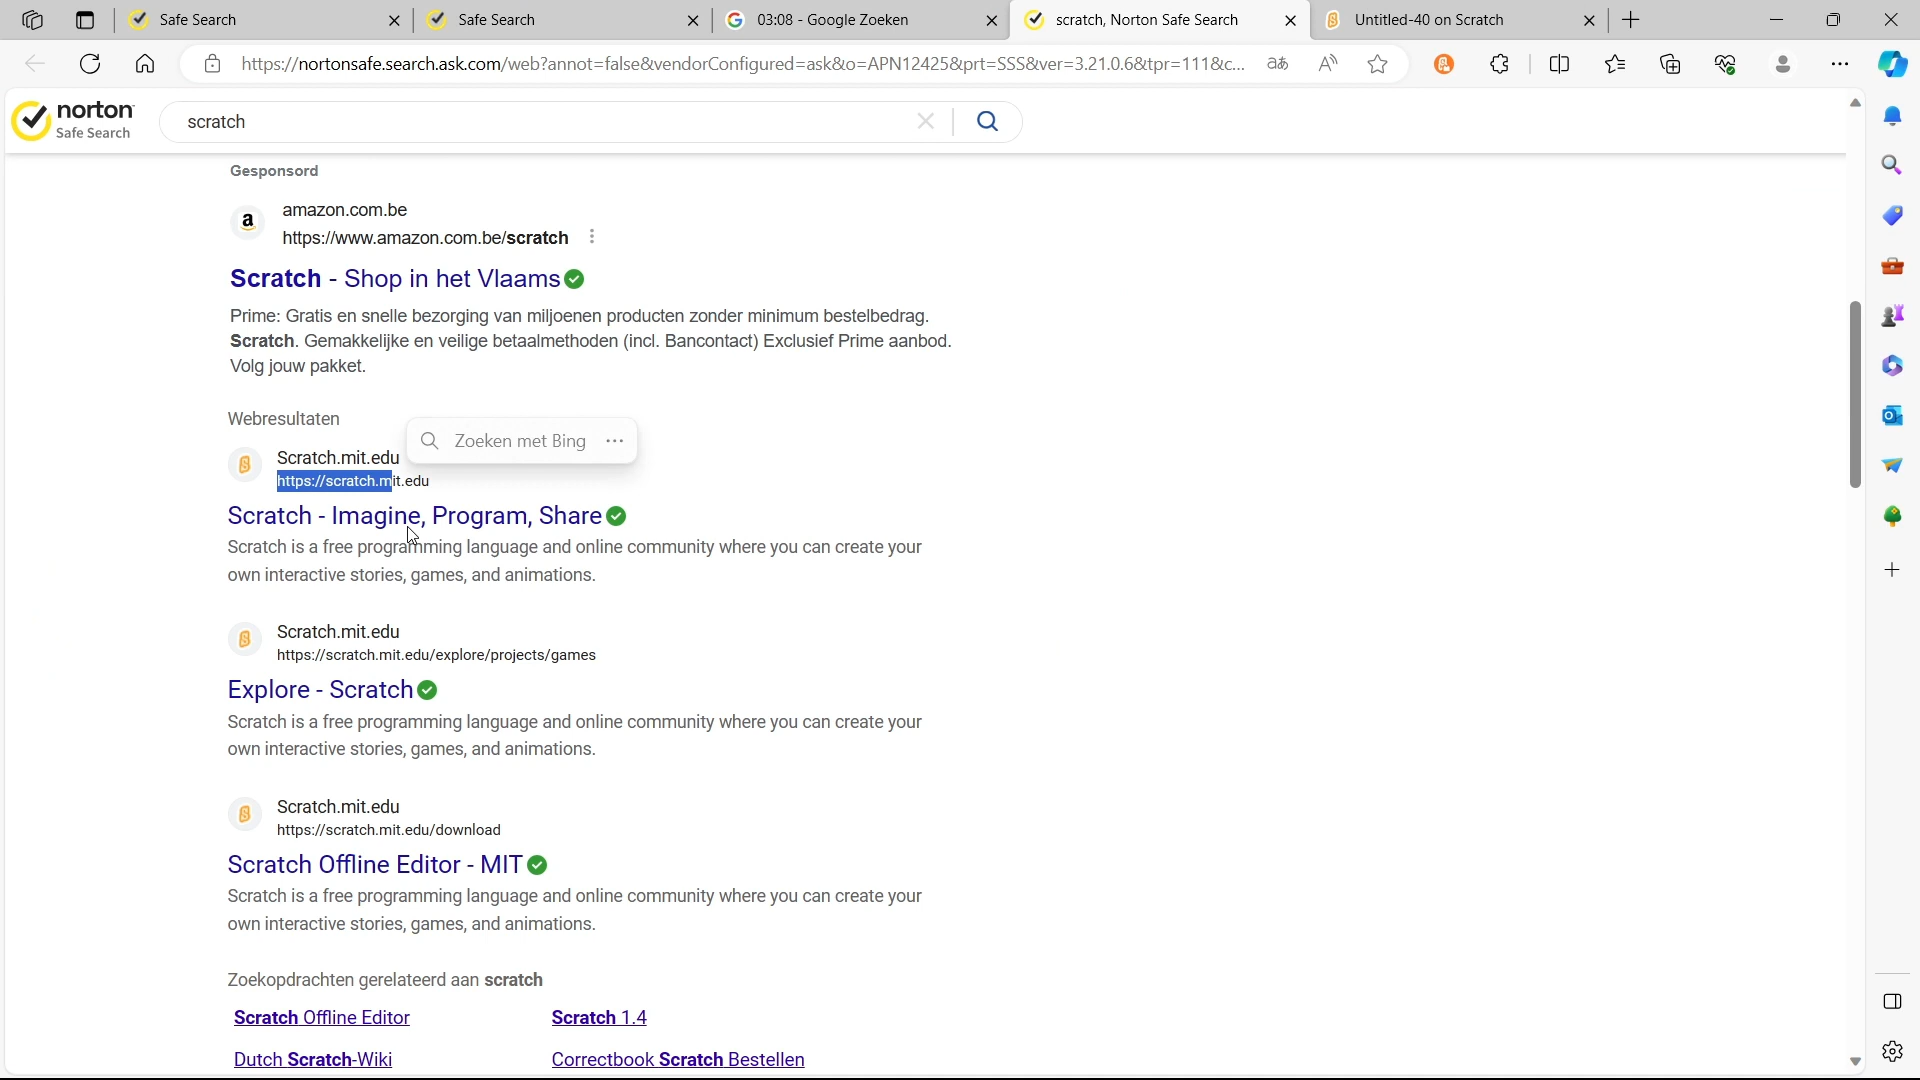 Safe Search
Safe Search
03:08 - Google Zoeken
scratch, Norton Safe Search
Untitled-40 on Scratch
https://nortonsafe.search.ask.com/web?annot=false&vendorConfigured=ask&o=APN12425&prt=SSS&ver=3.21.0.6&tpr=111&c...
norton
Safe Search
scratch
Gesponsord
amazon.com.be
https://www.amazon.com.be/scratch
Scratch - Shop in het Vlaams
Prime: Gratis en snelle bezorging van miljoenen producten zonder minimum bestelbedrag.
Scratch. Gemakkelijke en veilige betaalmethoden (incl. Bancontact) Exclusief Prime aanbod.
Volg jouw pakket.
Webresultaten
Zoeken met Bing
Scratch.mit.edu
https://scratch.mit.edu
Scratch - Imagine, Program, Share
Scratch is a free programming language and online community where you can create your
own interactive stories, games, and animations.
Scratch.mit.edu
https://scratch.mit.edu/explore/projects/games
Explore - Scratch
Scratch is a free programming language and online community where you can create your
own interactive stories, games, and animations.
Scratch.mit.edu
https://scratch.mit.edu/download
Scratch Offline Editor - MIT
Scratch is a free programming language and online community where you can create your
own interactive stories, games, and animations.
Zoekopdrachten gerelateerd aan scratch
Scratch Offline Editor
Scratch 1.4
Dutch Scratch-Wiki
Correctbook Scratch Bestellen